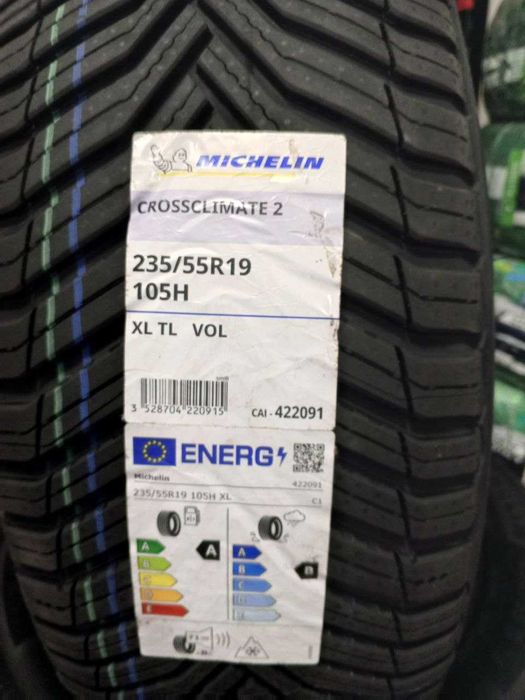 MICHELIN
CROSSCLIMATE 2
235/55R19
105H
XL TL VOL
3 528704 220915
CAI - 422091
ENERG
Michelin 422091
235/55R19 105H XL C1
A A A
B B B
C C
D D
E E